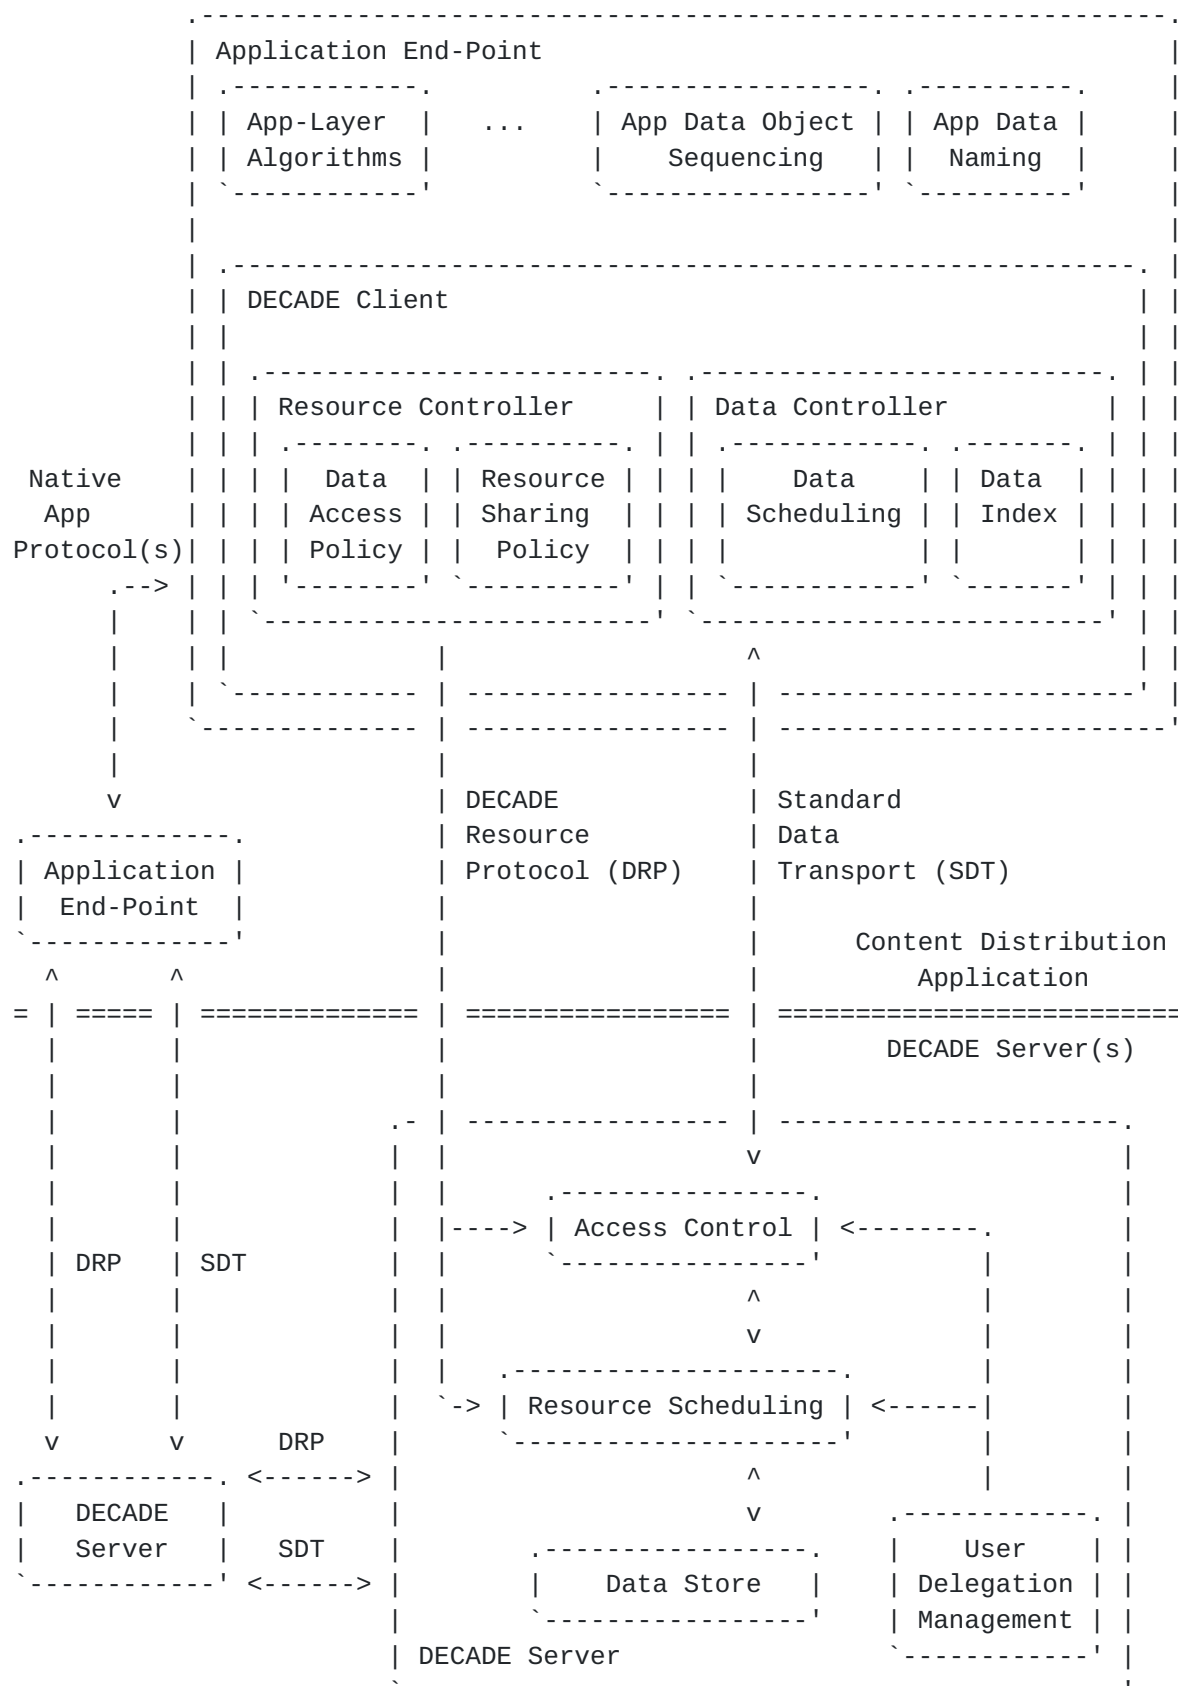 Application End-Point
App-Layer ... App Data Object App Data
Algorithms Sequencing Naming
DECADE Client
Resource Controller Data Controller
Native Data Resource Data Data
App Access Sharing Scheduling Index
Protocol(s) Policy Policy
DECADE Standard
Resource Data
Application Protocol (DRP) Transport (SDT)
End-Point
Content Distribution
Application
DECADE Server(s)
Access Control
DRP SDT
Resource Scheduling
DRP
DECADE
Server SDT User
Data Store Delegation
Management
DECADE Server